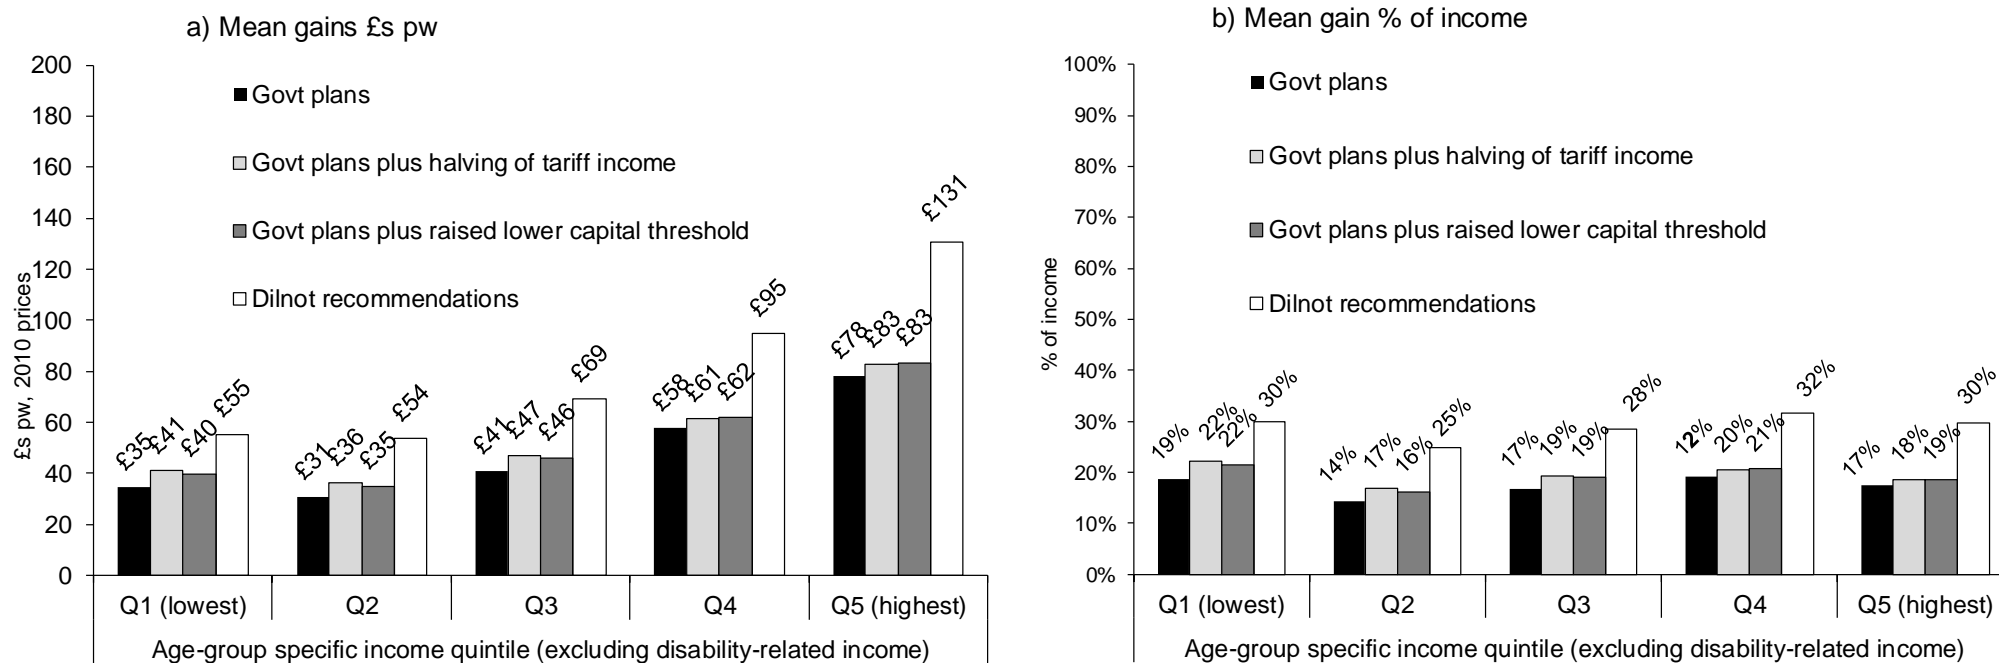 a) Mean gains £s pw
200
180
160
140
120
100
80
60
40
20
0
£s pw, 2010 prices
Govt plans
Govt plans plus halving of tariff income
Govt plans plus raised lower capital threshold
Dilnot recommendations
£35
£41
£40
£55
£31
£36
£35
£54
£41
£47
£46
£69
£58
£61
£62
£95
£78
£83
£83
£131
Q1 (lowest)
Q2
Q3
Q4
Q5 (highest)
Age-group specific income quintile (excluding disability-related income)
b) Mean gain % of income
100%
90%
80%
70%
60%
50%
40%
30%
20%
10%
0%
% of income
Govt plans
Govt plans plus halving of tariff income
Govt plans plus raised lower capital threshold
Dilnot recommendations
19%
22%
22%
30%
14%
17%
16%
25%
17%
19%
19%
28%
12%
20%
21%
32%
17%
18%
19%
30%
Q1 (lowest)
Q2
Q3
Q4
Q5 (highest)
Age-group specific income quintile (excluding disability-related income)